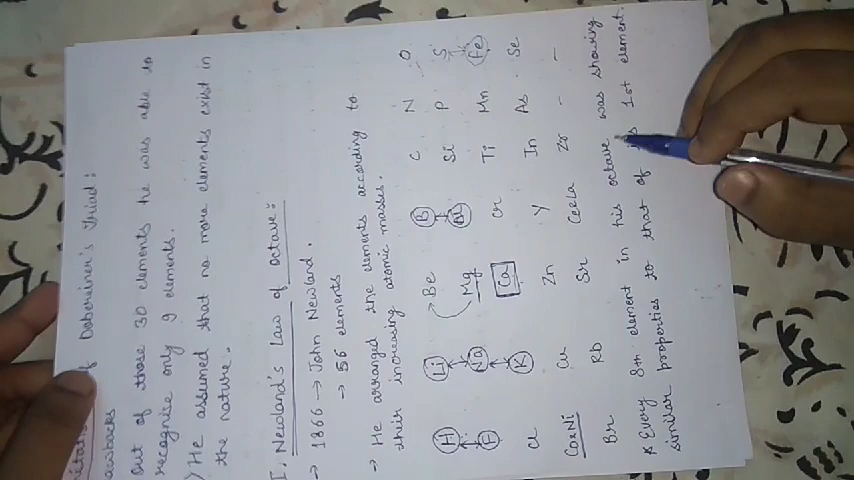 of Dobereiner's Triad:
out of those 30 elements he was able to
recognise only 9 elements.
) He assumed that no more elements exist in
the nature.
I. Newland's Law of Octave:
→ 1866 → John Newland.
→ 56 elements
→ He arranged the elements according to
their increasing atomic masses.
H Li Be B C N O
F Na Mg Al Si P S
Cl K Ca Cr Ti Mn Fe
Co&Ni Cu Zn Y In As Se
Br Rb Sr Ce&La Zr - -
* Every 8th element in his octave was showing
similar properties to that of 1st element.